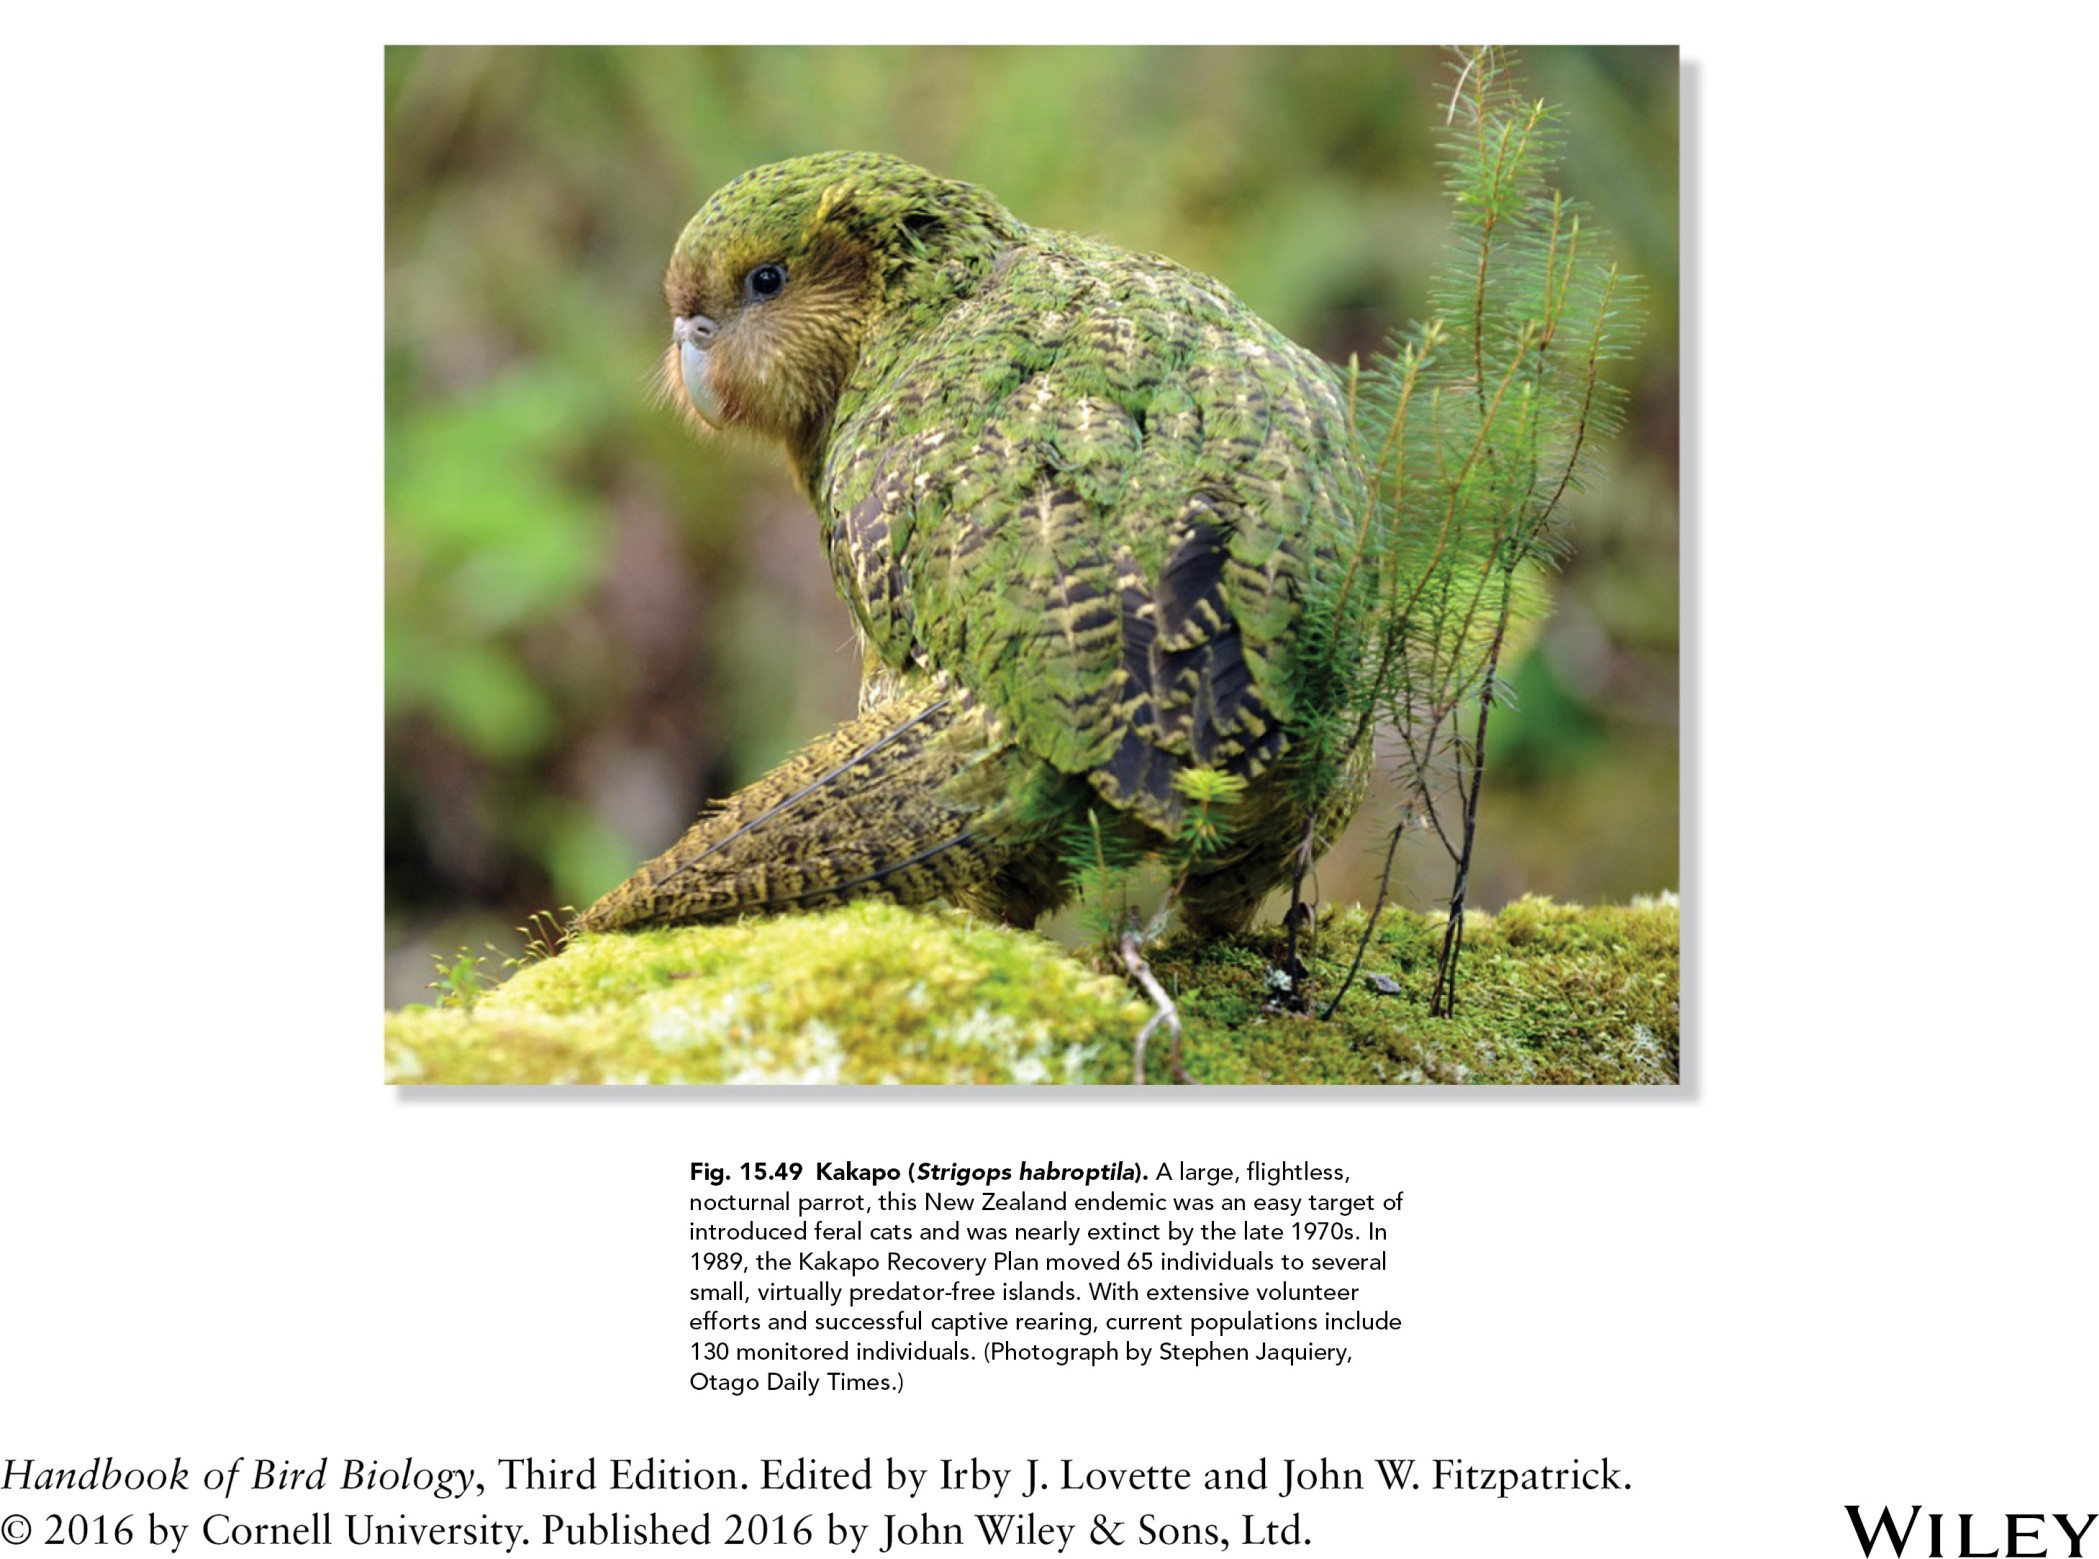 Fig. 15.49 Kakapo (Strigops habroptila). A large, flightless,
nocturnal parrot, this New Zealand endemic was an easy target of
introduced feral cats and was nearly extinct by the late 1970s. In
1989, the Kakapo Recovery Plan moved 65 individuals to several
small, virtually predator-free islands. With extensive volunteer
efforts and successful captive rearing, current populations include
130 monitored individuals. (Photograph by Stephen Jaquiery,
Otago Daily Times.)
Handbook of Bird Biology, Third Edition. Edited by Irby J. Lovette and John W. Fitzpatrick.
© 2016 by Cornell University. Published 2016 by John Wiley & Sons, Ltd.
WILEY